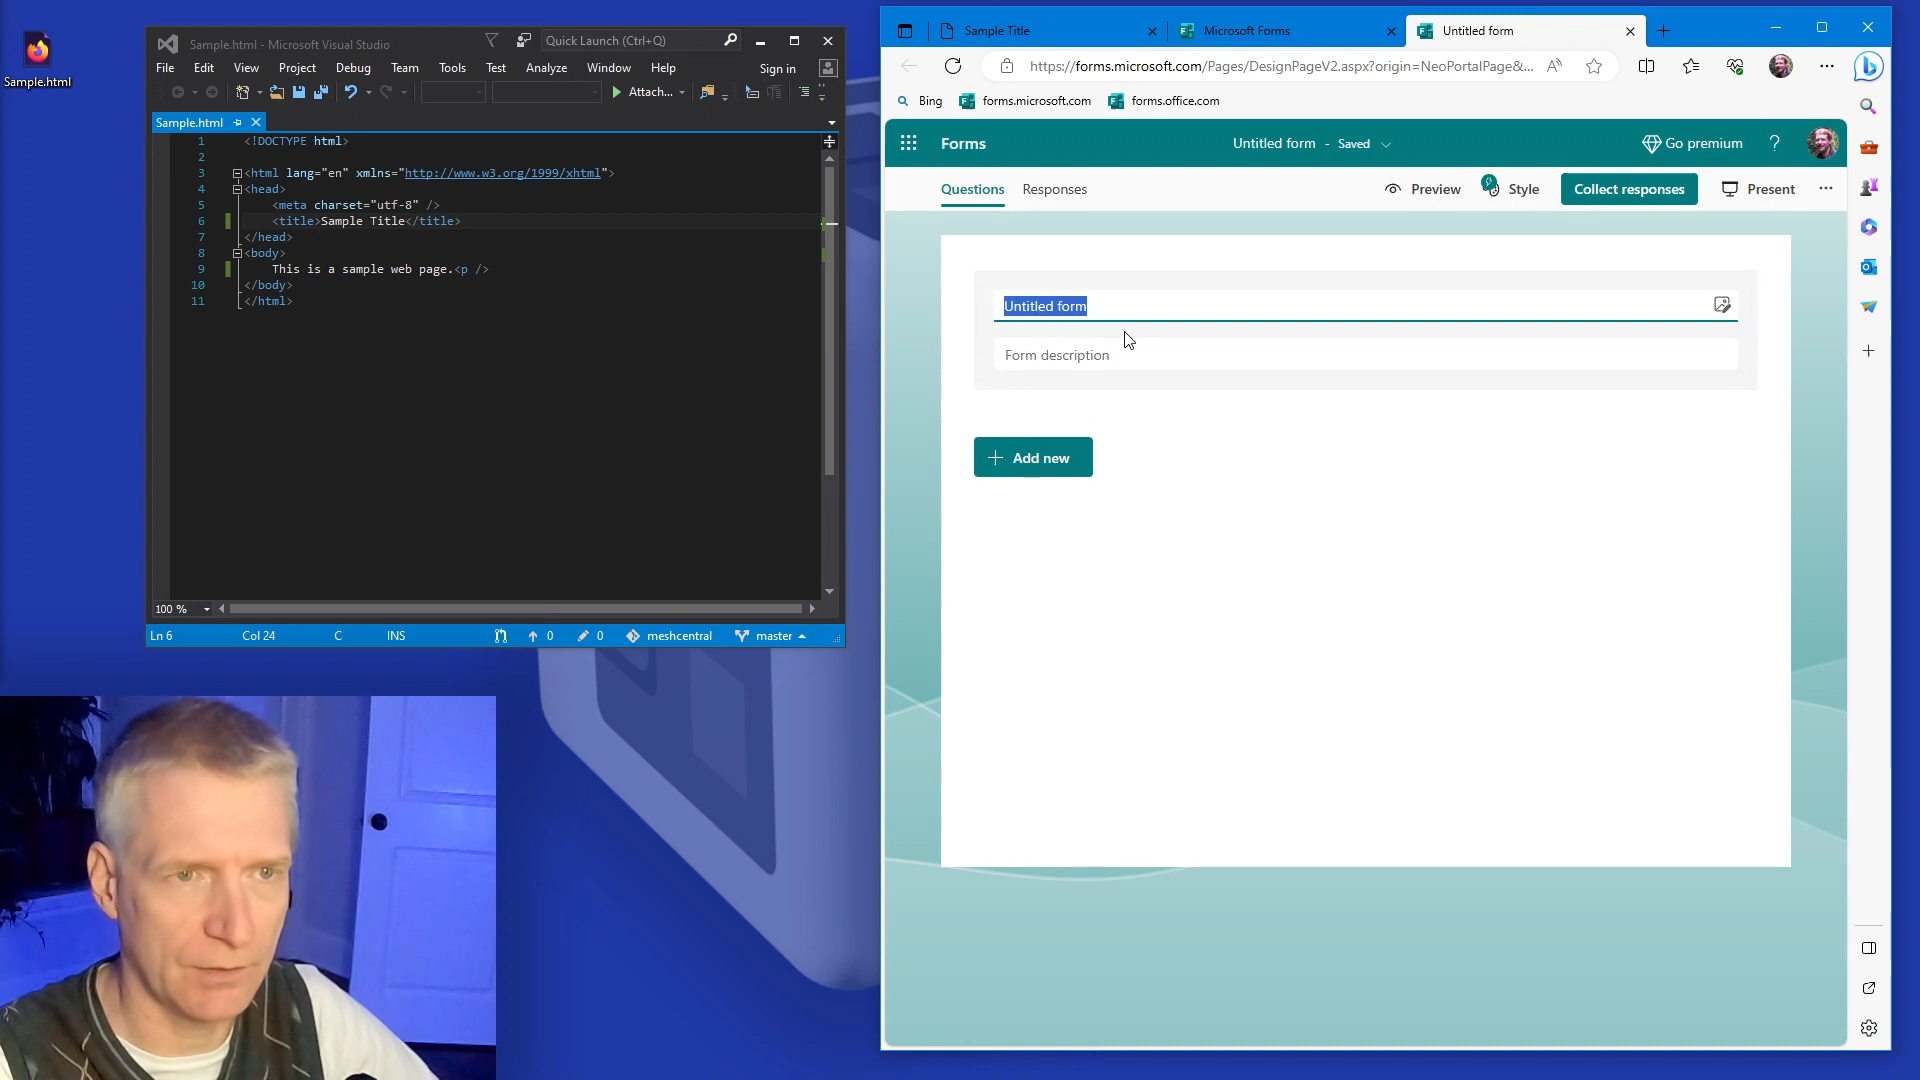 Sample.html
Sample.html - Microsoft Visual Studio
Quick Launch (Ctrl+Q)
File Edit View Project Debug Team Tools Test Analyze Window Help
Sign in
Attach...
Sample.html
1 <!DOCTYPE html>
2
3 <html lang="en" xmlns="http://www.w3.org/1999/xhtml">
4 <head>
5 <meta charset="utf-8" />
6 <title>Sample Title</title>
7 </head>
8 <body>
9 This is a sample web page.<p />
10 </body>
11 </html>
100 %
Ln 6 Col 24 C INS 0 0 meshcentral master
Sample Title
Microsoft Forms
Untitled form
https://forms.microsoft.com/Pages/DesignPageV2.aspx?origin=NeoPortalPage&...
Bing forms.microsoft.com forms.office.com
Forms
Untitled form - Saved
Go premium ?
Questions Responses
Preview Style Collect responses Present
Untitled form
Form description
Add new